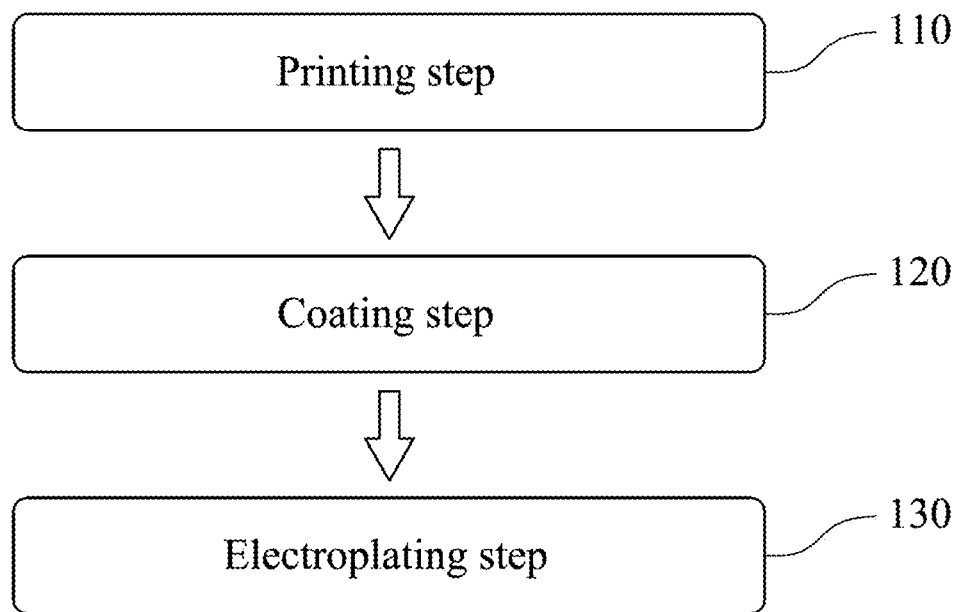 Printing step
110
Coating step
120
Electroplating step
130